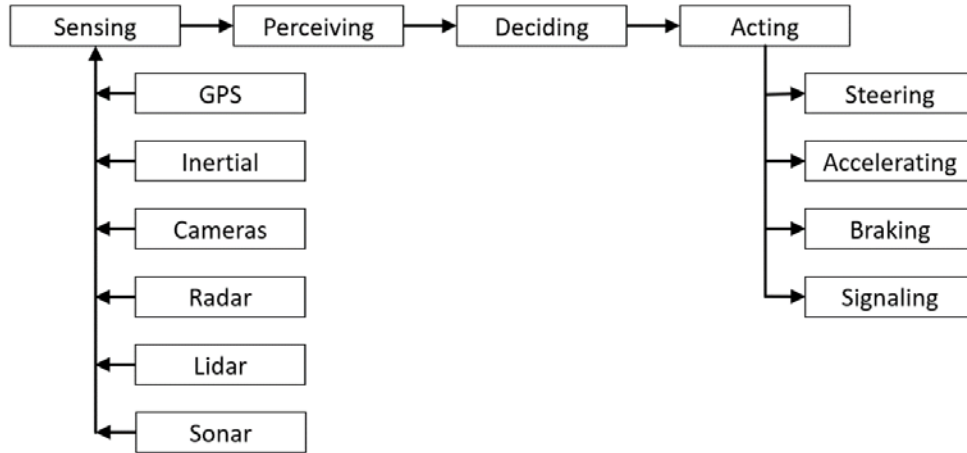 Sensing
Perceiving
Deciding
Acting
GPS
Inertial
Cameras
Radar
Lidar
Sonar
Steering
Accelerating
Braking
Signaling